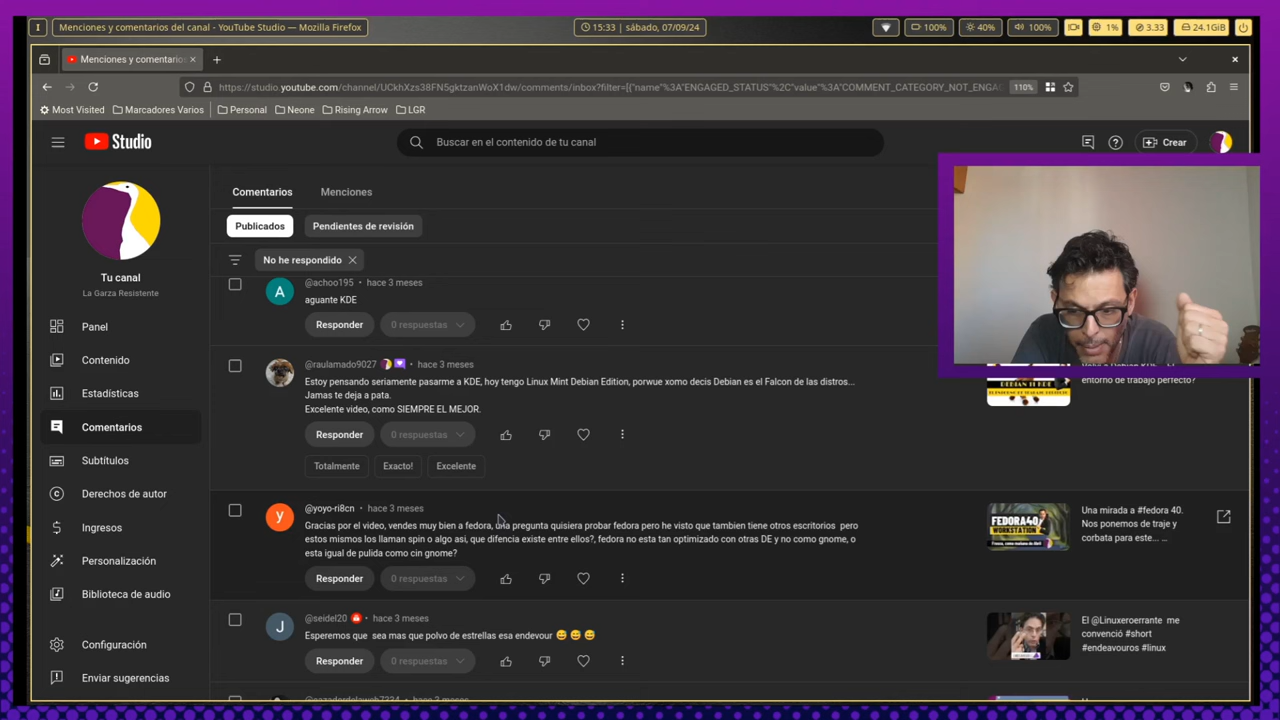 I
Menciones y comentarios del canal - YouTube Studio — Mozilla Firefox
15:33 | sábado, 07/09/24
100%
40%
100%
1%
3.33
24.1GiB
Menciones y comentario
https://studio.youtube.com/channel/UCkhXzs38FN5gktzanWoX1dw/comments/inbox?filter=[{"name"%3A"ENGAGED_STATUS"%2C"value"%3A"COMMENT_CATEGORY_NOT_ENGAG
110%
Most Visited
Marcadores Varios
Personal
Neone
Rising Arrow
LGR
Studio
Buscar en el contenido de tu canal
Crear
Tu canal
La Garza Resistente
Panel
Contenido
Estadísticas
Comentarios
Subtítulos
Derechos de autor
Ingresos
Personalización
Biblioteca de audio
Configuración
Enviar sugerencias
Comentarios
Menciones
Publicados
Pendientes de revisión
No he respondido
A
@achoo195 · hace 3 meses
aguante KDE
Responder
0 respuestas
@raulamado9027 · hace 3 meses
Estoy pensando seriamente pasarme a KDE, hoy tengo Linux Mint Debian Edition, porwue xomo decis Debian es el Falcon de las distros...
Jamas te deja a pata.
Excelente video, como SIEMPRE EL MEJOR.
Responder
0 respuestas
Totalmente
Exacto!
Excelente
entorno de trabajo perfecto?
y
@yoyo-ri8cn · hace 3 meses
Gracias por el video, vendes muy bien a fedora, una pregunta quisiera probar fedora pero he visto que tambien tiene otros escritorios pero
estos mismos los llaman spin o algo asi, que difencia existe entre ellos?, fedora no esta tan optimizado con otras DE y no como gnome, o
esta igual de pulida como cin gnome?
Responder
0 respuestas
FEDORA40
WORKSTATION
Una mirada a #fedora 40.
Nos ponemos de traje y
corbata para este... ...
J
@seidel20 · hace 3 meses
Esperemos que sea mas que polvo de estrellas esa endevour 😅😅😅
Responder
0 respuestas
El @Linuxeroerrante me
convenció #short
#endeavouros #linux